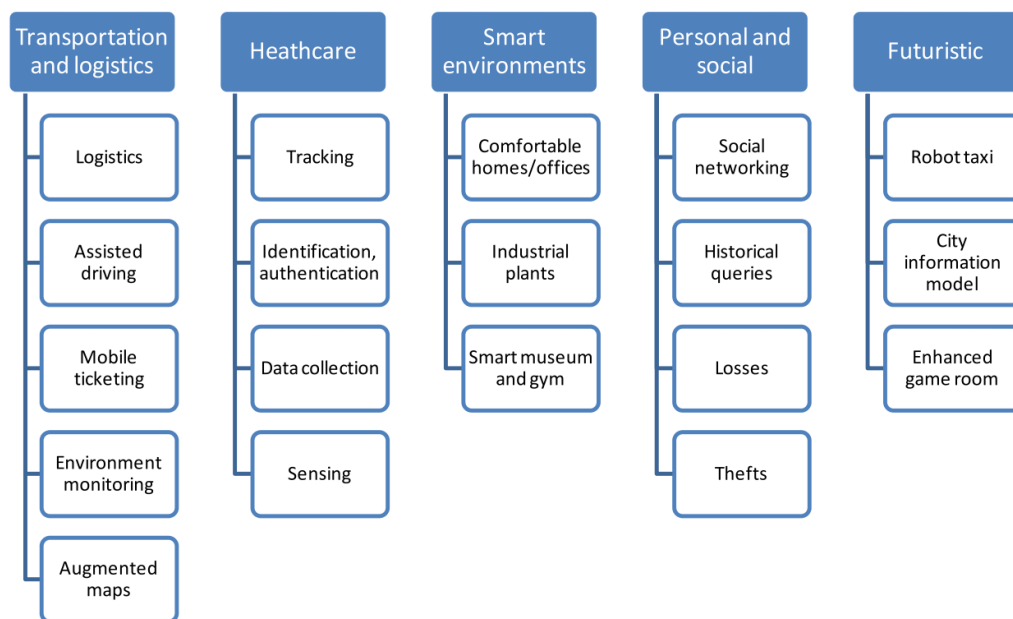 Transportation
and logistics
Logistics
Assisted
driving
Mobile
ticketing
Environment
monitoring
Augmented
maps
Heathcare
Tracking
Identification,
authentication
Data collection
Sensing
Smart
environments
Comfortable
homes/offices
Industrial
plants
Smart museum
and gym
Personal and
social
Social
networking
Historical
queries
Losses
Thefts
Futuristic
Robot taxi
City
information
model
Enhanced
game room